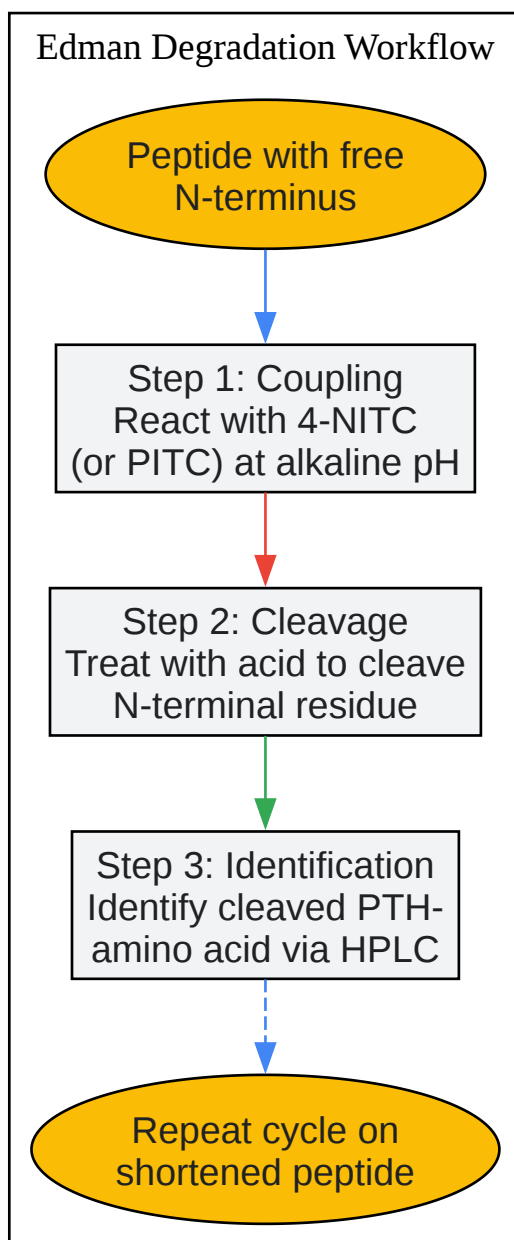 Edman Degradation Workflow
Peptide with free
N-terminus
Step 1: Coupling
React with 4-NITC
(or PITC) at alkaline pH
Step 2: Cleavage
Treat with acid to cleave
N-terminal residue
Step 3: Identification
Identify cleaved PTH-
amino acid via HPLC
Repeat cycle on
shortened peptide